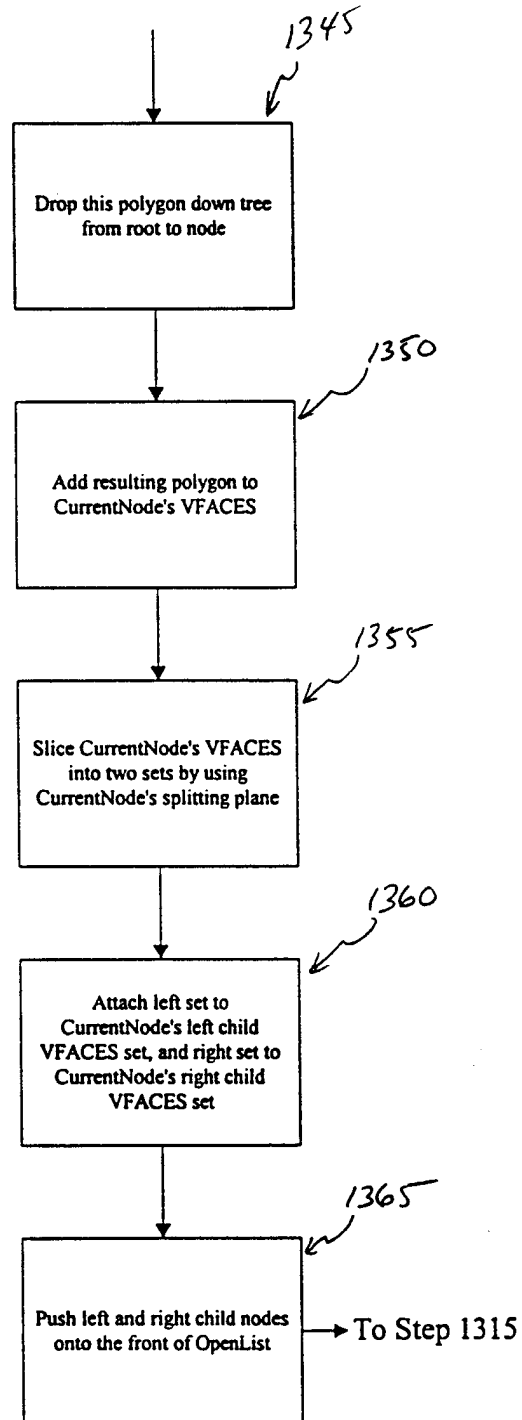 1345
Drop this polygon down tree
from root to node
1350
Add resulting polygon to
CurrentNode's VFACES
1355
Slice CurrentNode's VFACES
into two sets by using
CurrentNode's splitting plane
1360
Attach left set to
CurrentNode's left child
VFACES set, and right set to
CurrentNode's right child
VFACES set
1365
Push left and right child nodes
onto the front of OpenList
To Step 1315